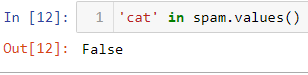 In [12]: 1 'cat' in spam.values()
Out[12]: False